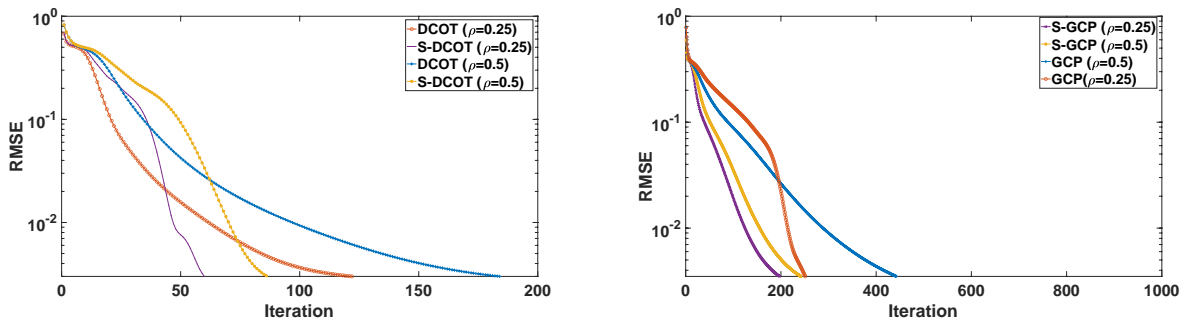 10^0
10^-1
10^-2
RMSE
0 50 100 150 200
Iteration
DCOT (ρ=0.25)
S-DCOT (ρ=0.25)
DCOT (ρ=0.5)
S-DCOT (ρ=0.5)
10^0
10^-1
10^-2
RMSE
0 200 400 600 800 1000
Iteration
S-GCP (ρ=0.25)
S-GCP (ρ=0.5)
GCP (ρ=0.5)
GCP(ρ=0.25)